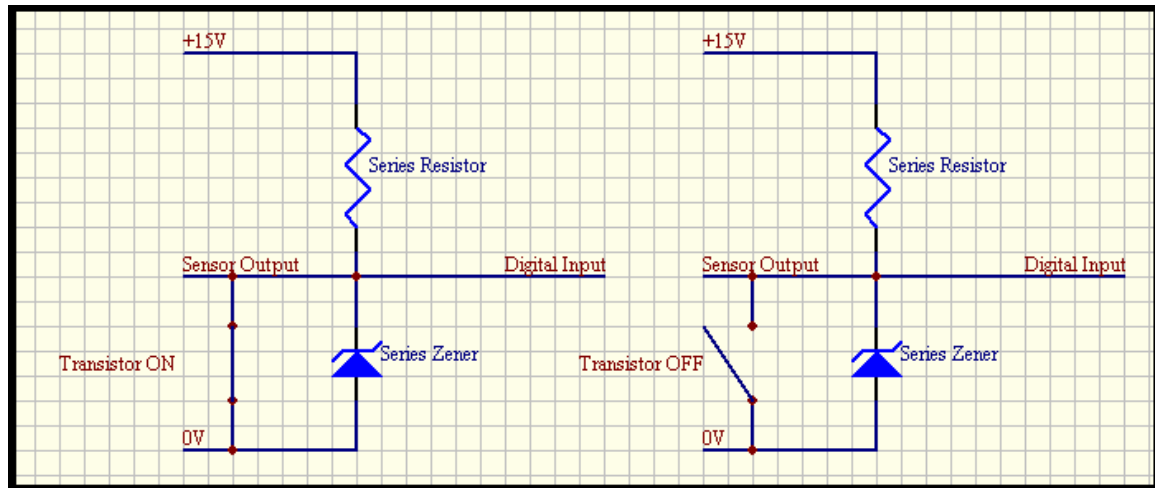 +15V
Series Resistor
Sensor Output
Digital Input
Transistor ON
Series Zener
0V
+15V
Series Resistor
Sensor Output
Digital Input
Transistor OFF
Series Zener
0V